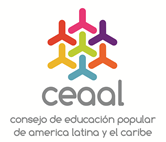 ceaal
consejo de educación popular
de america latina y el caribe